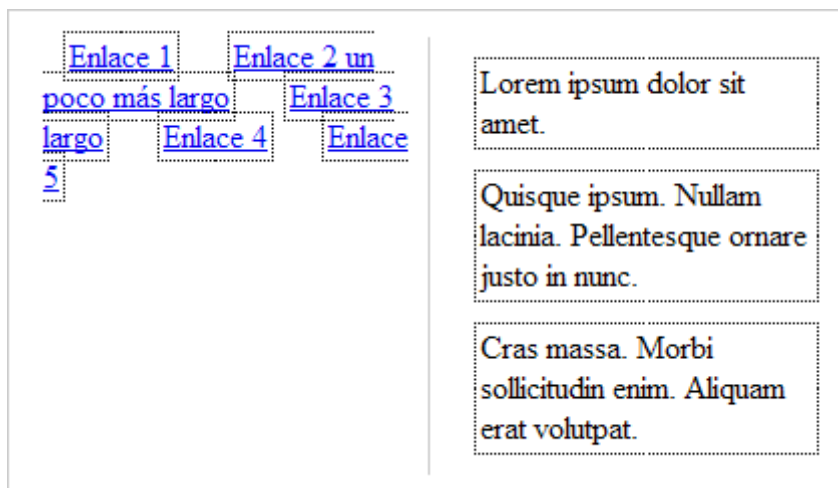 Enlace 1 Enlace 2 un
poco más largo Enlace 3
largo Enlace 4 Enlace
5
Lorem ipsum dolor sit
amet.
Quisque ipsum. Nullam
lacinia. Pellentesque ornare
justo in nunc.
Cras massa. Morbi
sollicitudin enim. Aliquam
erat volutpat.